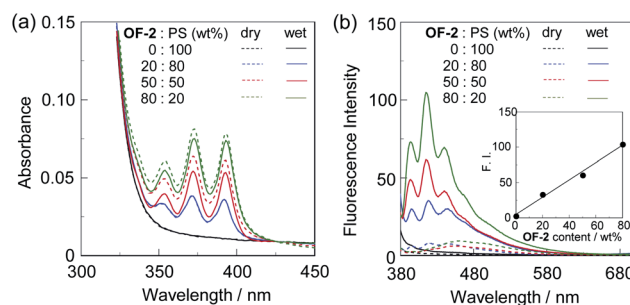 (a)
OF-2 : PS (wt%) dry wet
0 : 100
20 : 80
50 : 50
80 : 20
Absorbance
0.15
0.10
0.05
0
300 350 400 450
Wavelength / nm
(b)
OF-2 : PS (wt%) dry wet
0 : 100
20 : 80
50 : 50
80 : 20
Fluorescence Intensity
150
125
100
75
50
25
0
380 480 580 680
Wavelength / nm
F. I.
150
100
50
0
0 20 40 60 80
OF-2 content / wt%